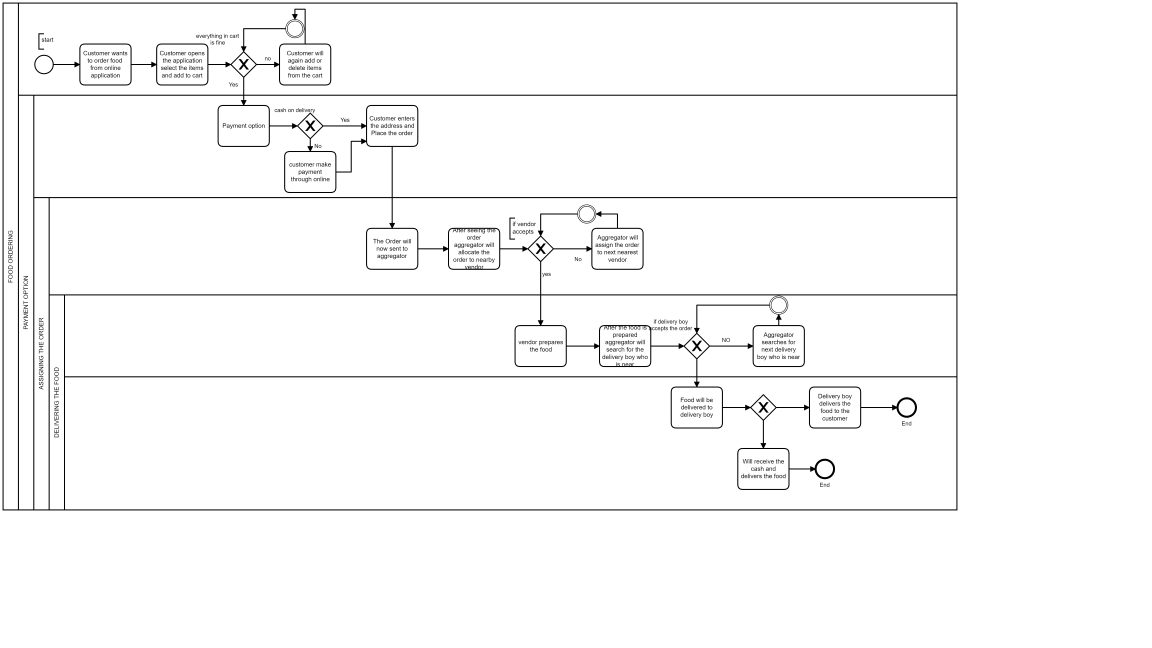 start
Customer wants
to order food
from online
application
Customer opens
the application
select the items
and add to cart
everything in cart
is fine
no
Yes
Customer will
again add or
delete items
from the cart
Payment option
cash on delivery
Yes
No
customer make
payment
through online
Customer enters
the address and
Place the order
The Order will
now sent to
aggregator
After seeing the
order
aggregator will
allocate the
order to nearby
vendor
if vendor
accepts
No
yes
Aggregator will
assign the order
to next nearest
vendor
vendor prepares
the food
After the food is
prepared
aggregator will
search for the
delivery boy who
is near
if delivery boy
accepts the order
NO
Aggregator
searches for
next delivery
boy who is near
Food will be
delivered to
delivery boy
Delivery boy
delivers the
food to the
customer
End
Will receive the
cash and
delivers the food
End
FOOD ORDERING
PAYMENT OPTION
ASSIGNING THE ORDER
DELIVERING THE FOOD